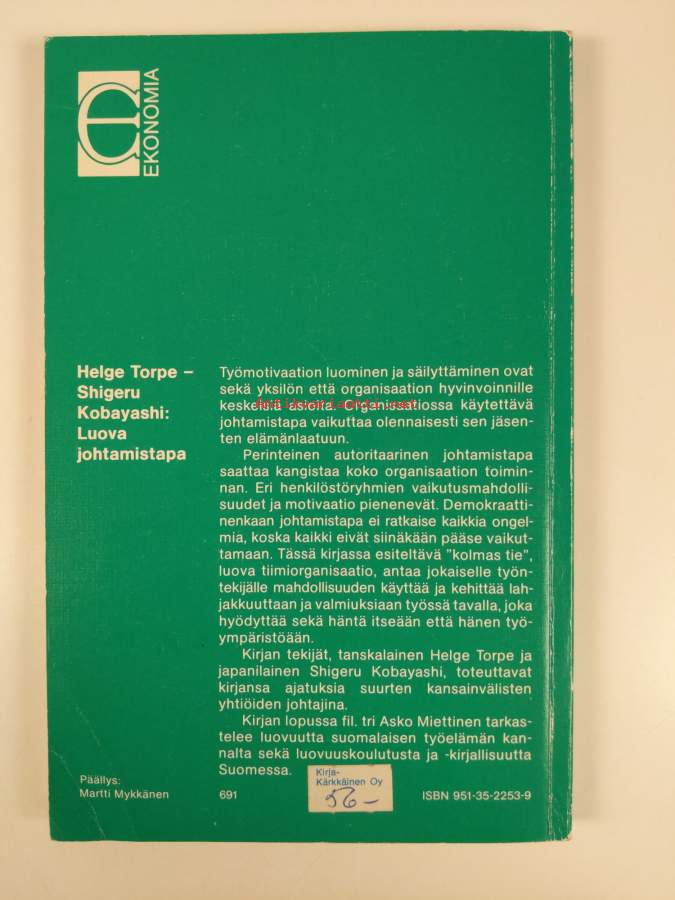 EKONOMIA
Helge Torpe –
Shigeru
Kobayashi:
Luova
johtamistapa
Työmotivaation luominen ja säilyttäminen ovat
sekä yksilön että organisaation hyvinvoinnille
keskeisiä asioita. Organisaatiossa käytettävä
johtamistapa vaikuttaa olennaisesti sen jäsen-
ten elämänlaatuun.
Perinteinen autoritaarinen johtamistapa
saattaa kangistaa koko organisaation toimin-
nan. Eri henkilöstöryhmien vaikutusmahdolli-
suudet ja motivaatio pienenevät. Demokraatti-
nenkaan johtamistapa ei ratkaise kaikkia ongel-
mia, koska kaikki eivät siinäkään pääse vaikut-
tamaan. Tässä kirjassa esiteltävä "kolmas tie",
luova tiimiorganisaatio, antaa jokaiselle työn-
tekijälle mahdollisuuden käyttää ja kehittää lah-
jakkuuttaan ja valmiuksiaan työssä tavalla, joka
hyödyttää sekä häntä itseään että hänen työ-
ympäristöään.
Kirjan tekijät, tanskalainen Helge Torpe ja
japanilainen Shigeru Kobayashi, toteuttavat
kirjansa ajatuksia suurten kansainvälisten
yhtiöiden johtajina.
Kirjan lopussa fil. tri Asko Miettinen tarkas-
telee luovuutta suomalaisen työelämän kan-
nalta sekä luovuuskoulutusta ja -kirjallisuutta
Suomessa.
Kirja-
Kärkkäinen Oy
56–
Päällys:
Martti Mykkänen
691
ISBN 951-35-2253-9